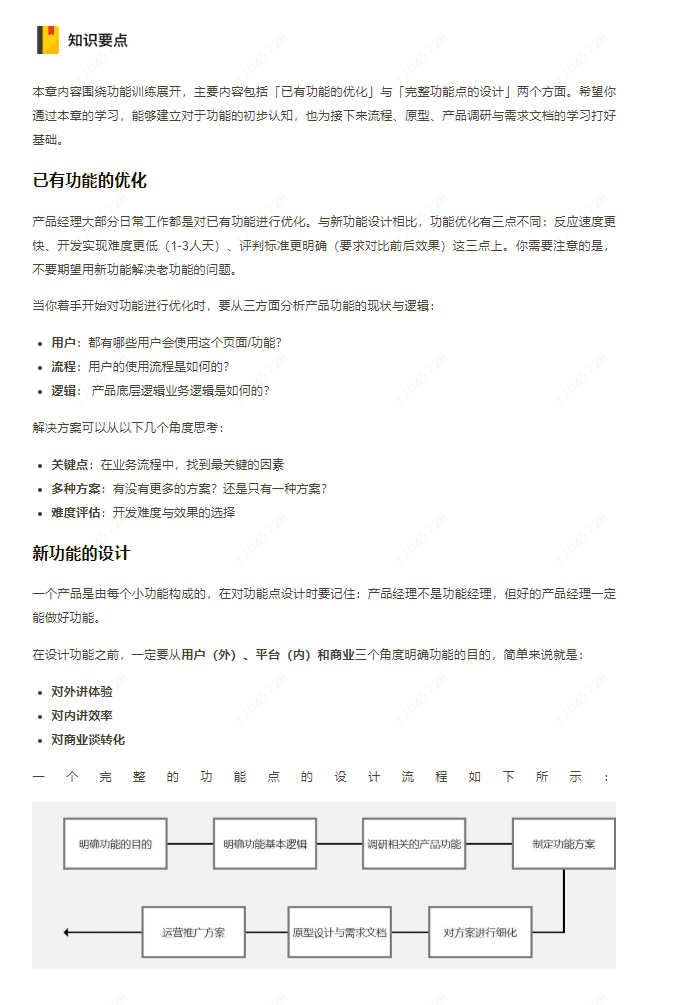 知识要点
本章内容围绕功能训练展开，主要内容包括「已有功能的优化」与「完整功能点的设计」两个方面。希望你
通过本章的学习，能够建立对于功能的初步认知，也为接下来流程、原型、产品调研与需求文档的学习打好
基础。
已有功能的优化
产品经理大部分日常工作都是对已有功能进行优化。与新功能设计相比，功能优化有三点不同：反应速度更
快、开发实现难度更低（1-3人天）、评判标准更明确（要求对比前后效果）这三点上。你需要注意的是，
不要期望用新功能解决老功能的问题。
当你着手开始对功能进行优化时，要从三方面分析产品功能的现状与逻辑：
用户：都有哪些用户会使用这个页面/功能？
流程：用户的使用流程是如何的？
逻辑： 产品底层逻辑业务逻辑是如何的？
解决方案可以从以下几个角度思考：
关键点：在业务流程中，找到最关键的因素
多种方案：有没有更多的方案？还是只有一种方案？
难度评估：开发难度与效果的选择
新功能的设计
一个产品是由每个小功能构成的，在对功能点设计时要记住：产品经理不是功能经理，但好的产品经理一定
能做好功能。
在设计功能之前，一定要从用户（外）、平台（内）和商业三个角度明确功能的目的，简单来说就是：
对外讲体验
对内讲效率
对商业谈转化
一个完整的功能点的设计流程如下所示：
明确功能的目的
明确功能基本逻辑
调研相关的产品功能
制定功能方案
对方案进行细化
原型设计与需求文档
运营推广方案
17045728